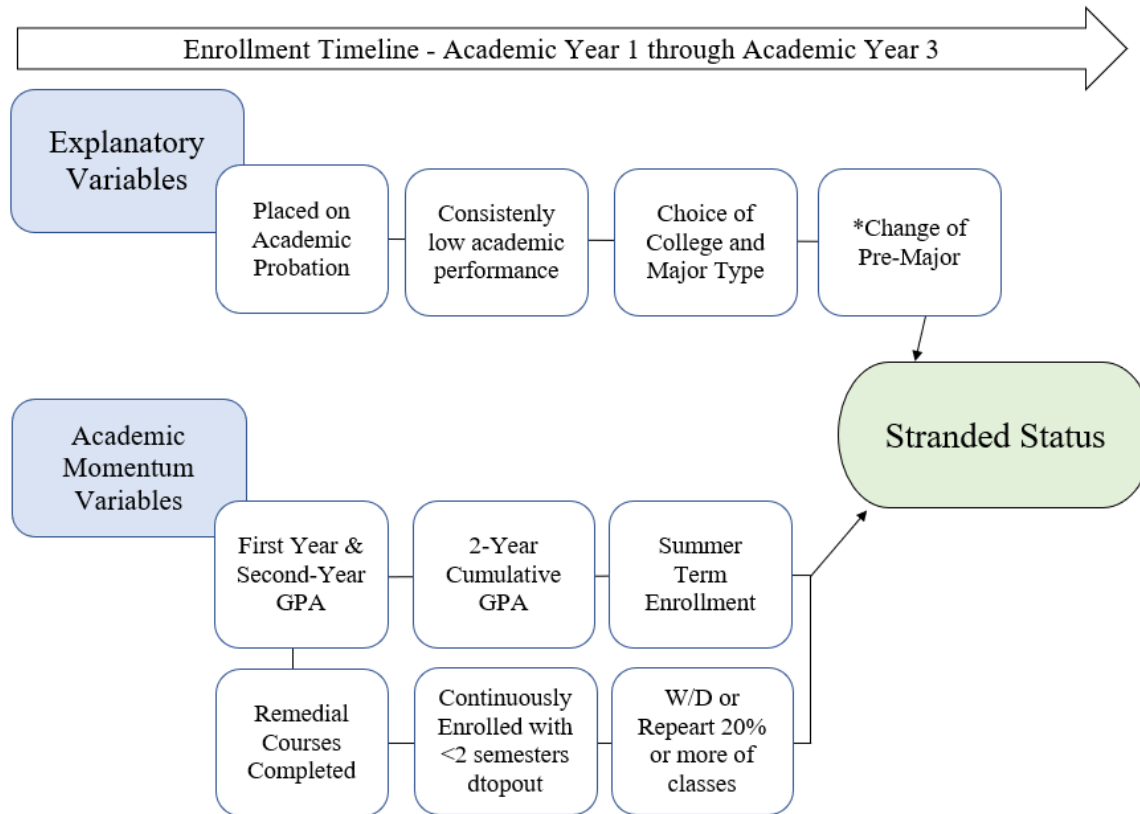 Enrollment Timeline - Academic Year 1 through Academic Year 3
Explanatory
Variables
Placed on
Academic
Probation
Consistenly
low academic
performance
Choice of
College and
Major Type
*Change of
Pre-Major
Stranded Status
Academic
Momentum
Variables
First Year &
Second-Year
GPA
2-Year
Cumulative
GPA
Summer
Term
Enrollment
Remedial
Courses
Completed
Continuously
Enrolled with
<2 semesters
dtopout
W/D or
Repeart 20%
or more of
classes